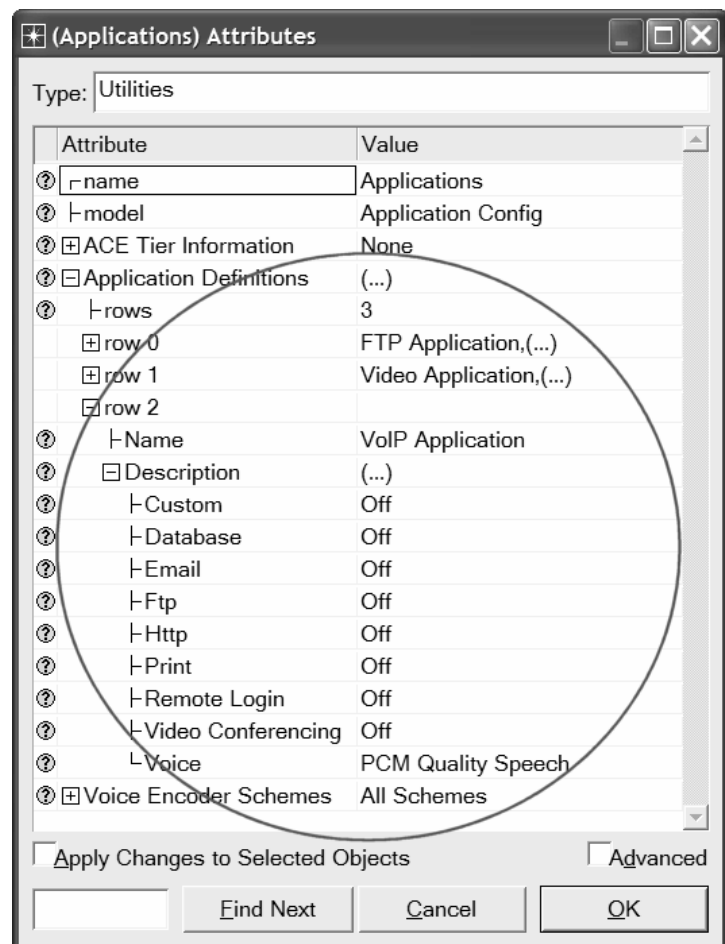 (Applications) Attributes
Type: Utilities
Attribute Value
name Applications
model Application Config
ACE Tier Information None
Application Definitions (...)
rows 3
row 0 FTP Application,(...)
row 1 Video Application,(...)
row 2
Name VoIP Application
Description (...)
Custom Off
Database Off
Email Off
Ftp Off
Http Off
Print Off
Remote Login Off
Video Conferencing Off
Voice PCM Quality Speech
Voice Encoder Schemes All Schemes
Apply Changes to Selected Objects Advanced
Find Next Cancel OK